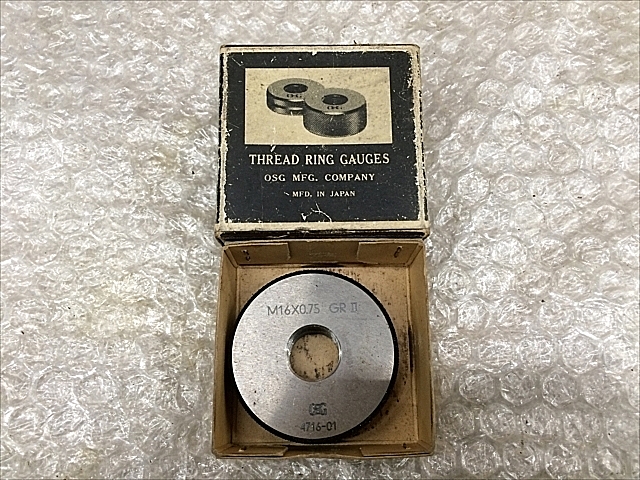 THREAD RING GAUGES
OSG MFG. COMPANY
MFD. IN JAPAN
M16X0.75 GR II
OSG
4716-01